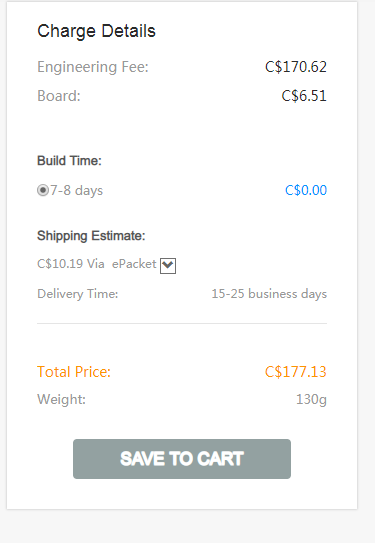 Charge Details
Engineering Fee: C$170.62
Board: C$6.51
Build Time:
7-8 days C$0.00
Shipping Estimate:
C$10.19 Via ePacket
Delivery Time: 15-25 business days
Total Price: C$177.13
Weight: 130g
SAVE TO CART